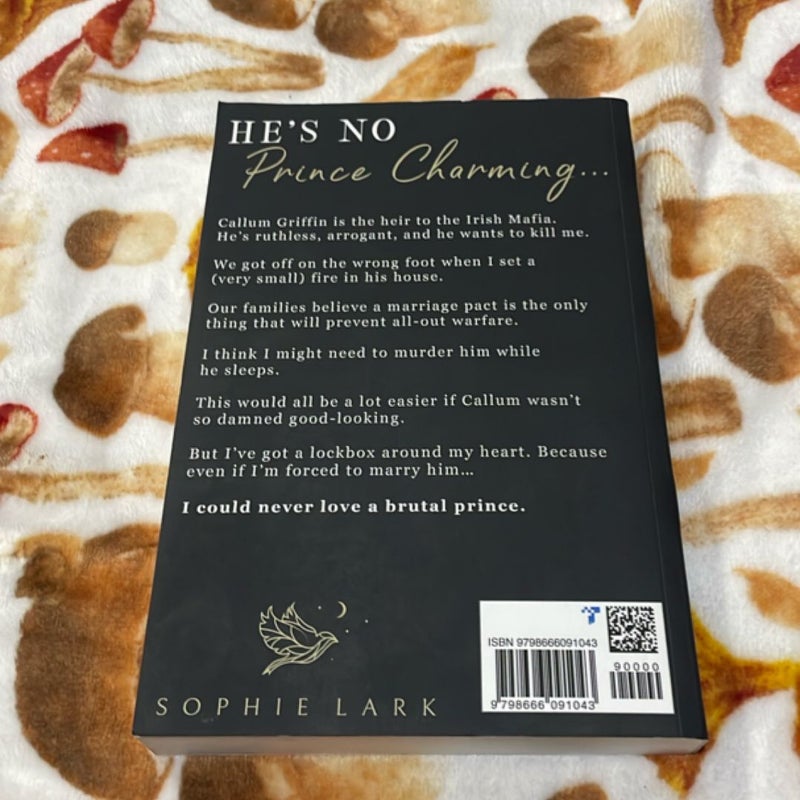 HE'S NO
Prince Charming...
Callum Griffin is the heir to the Irish Mafia.
He's ruthless, arrogant, and he wants to kill me.
We got off on the wrong foot when I set a
(very small) fire in his house.
Our families believe a marriage pact is the only
thing that will prevent all-out warfare.
I think I might need to murder him while
he sleeps.
This would all be a lot easier if Callum wasn't
so damned good-looking.
But I've got a lockbox around my heart. Because
even if I'm forced to marry him...
I could never love a brutal prince.
SOPHIE LARK
ISBN 9798666091043
90000
9 798666 091043